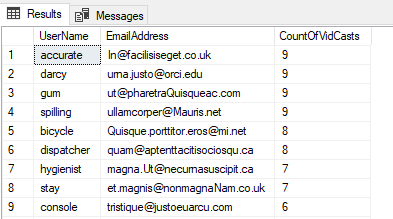 Results Messages
UserName EmailAddress CountOfVidCasts
1 accurate In@facilisiseget.co.uk 9
2 darcy urna.justo@orci.edu 9
3 gum ut@pharetraQuisqueac.com 9
4 spilling ullamcorper@Mauris.net 9
5 bicycle Quisque.porttitor.eros@mi.net 8
6 dispatcher quam@aptenttacitisociosqu.ca 8
7 hygienist magna.Ut@necurnasuscipit.ca 7
8 stay et.magnis@nonmagnaNam.co.uk 7
9 console tristique@justoeuarcu.com 6